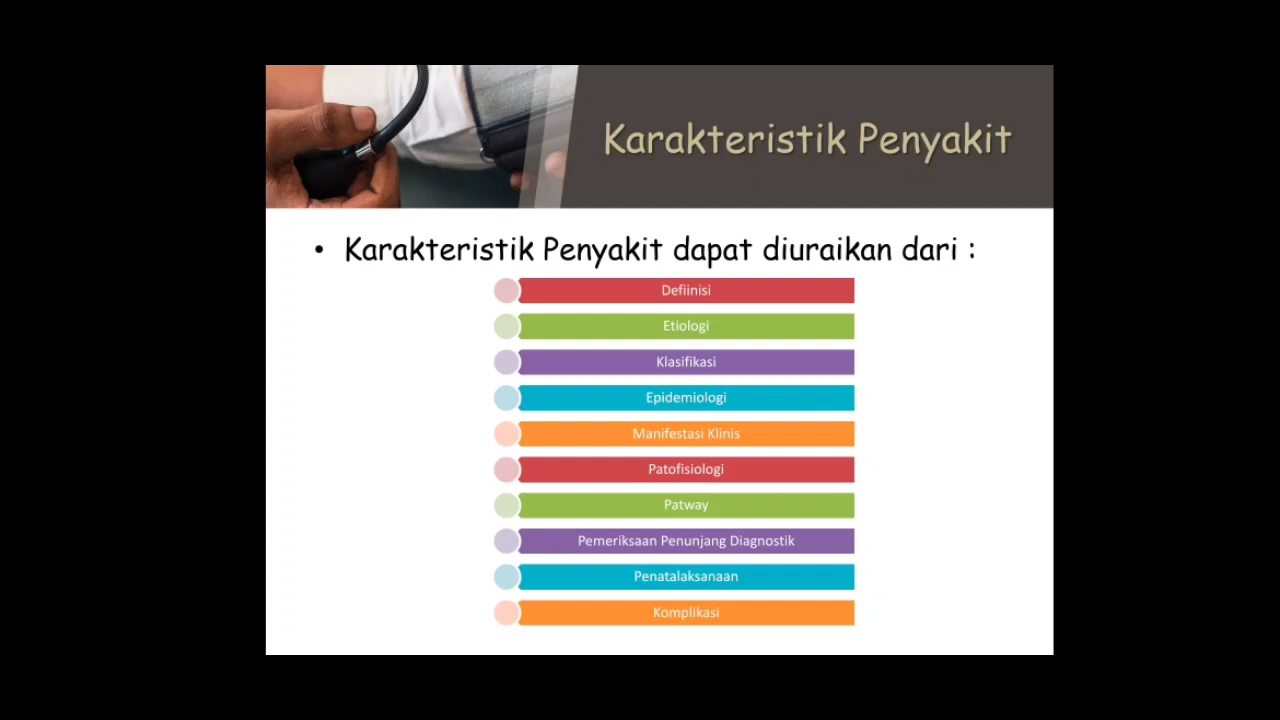 Karakteristik Penyakit
• Karakteristik Penyakit dapat diuraikan dari :
Defiinisi
Etiologi
Klasifikasi
Epidemiologi
Manifestasi Klinis
Patofisiologi
Patway
Pemeriksaan Penunjang Diagnostik
Penatalaksanaan
Komplikasi